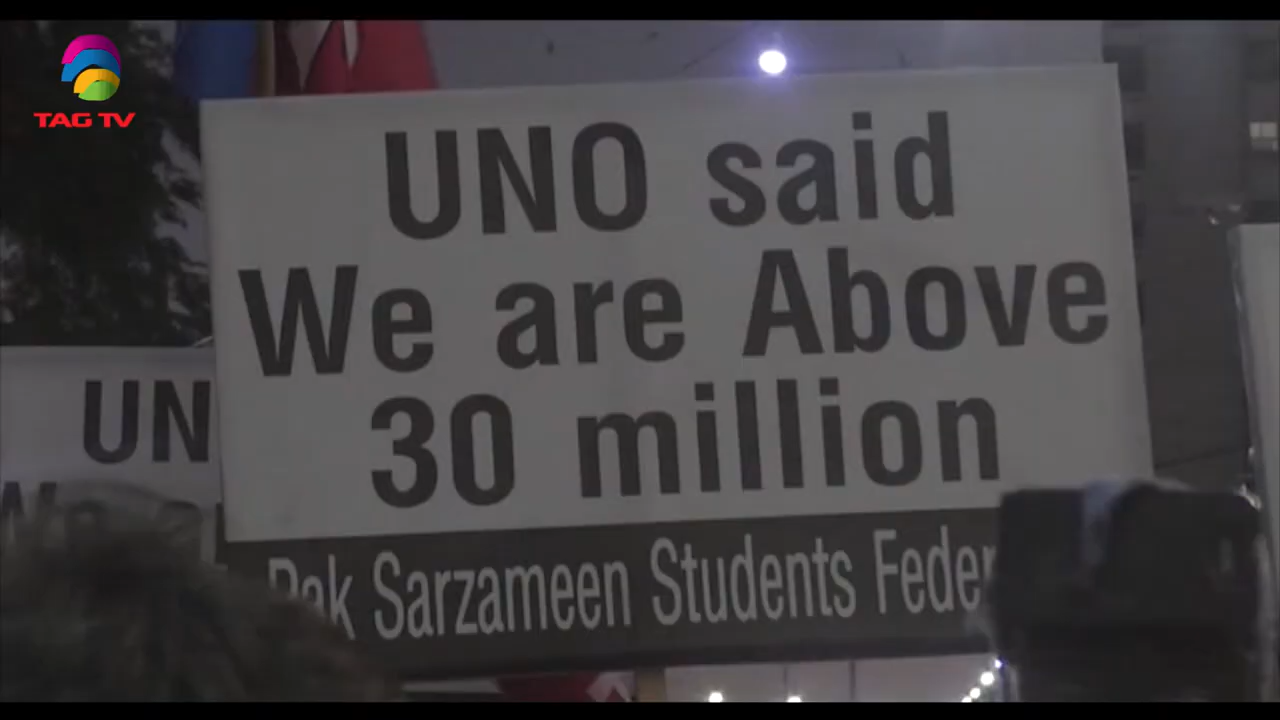 TAG TV
UNO said
We are Above
30 million
Pak Sarzameen Students Feder
UN